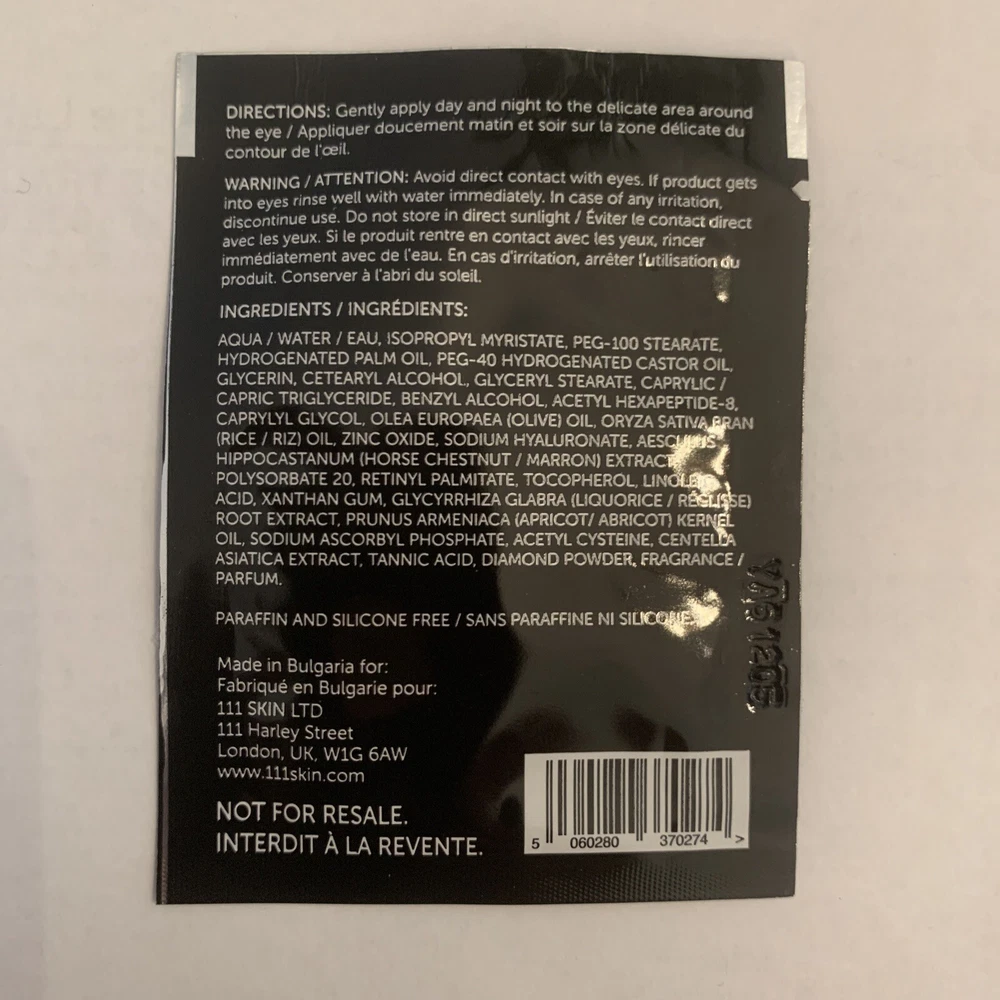 DIRECTIONS: Gently apply day and night to the delicate area around
the eye / Appliquer doucement matin et soir sur la zone délicate du
contour de l'œil.
WARNING / ATTENTION: Avoid direct contact with eyes. If product gets
into eyes rinse well with water immediately. In case of any irritation,
discontinue use. Do not store in direct sunlight / Éviter le contact direct
avec les yeux. Si le produit rentre en contact avec les yeux, rincer
immédiatement avec de l'eau. En cas d'irritation, arrêter l'utilisation du
produit. Conserver à l'abri du soleil.
INGREDIENTS / INGRÉDIENTS:
AQUA / WATER / EAU, ISOPROPYL MYRISTATE, PEG-100 STEARATE,
HYDROGENATED PALM OIL, PEG-40 HYDROGENATED CASTOR OIL,
GLYCERIN, CETEARYL ALCOHOL, GLYCERYL STEARATE, CAPRYLIC /
CAPRIC TRIGLYCERIDE, BENZYL ALCOHOL, ACETYL HEXAPEPTIDE-8,
CAPRYLYL GLYCOL, OLEA EUROPAEA (OLIVE) OIL, ORYZA SATIVA BRAN
(RICE / RIZ) OIL, ZINC OXIDE, SODIUM HYALURONATE, AESCULUS
HIPPOCASTANUM (HORSE CHESTNUT / MARRON) EXTRACT,
POLYSORBATE 20, RETINYL PALMITATE, TOCOPHEROL, LINOLEIC
ACID, XANTHAN GUM, GLYCYRRHIZA GLABRA (LIQUORICE / RÉGLISSE)
ROOT EXTRACT, PRUNUS ARMENIACA (APRICOT/ ABRICOT) KERNEL
OIL, SODIUM ASCORBYL PHOSPHATE, ACETYL CYSTEINE, CENTELLA
ASIATICA EXTRACT, TANNIC ACID, DIAMOND POWDER, FRAGRANCE /
PARFUM.
PARAFFIN AND SILICONE FREE / SANS PARAFFINE NI SILICONE.
Made in Bulgaria for:
Fabriqué en Bulgarie pour:
111 SKIN LTD
111 Harley Street
London, UK, W1G 6AW
www.111skin.com
NOT FOR RESALE.
INTERDIT À LA REVENTE.
5 060280 370274 >